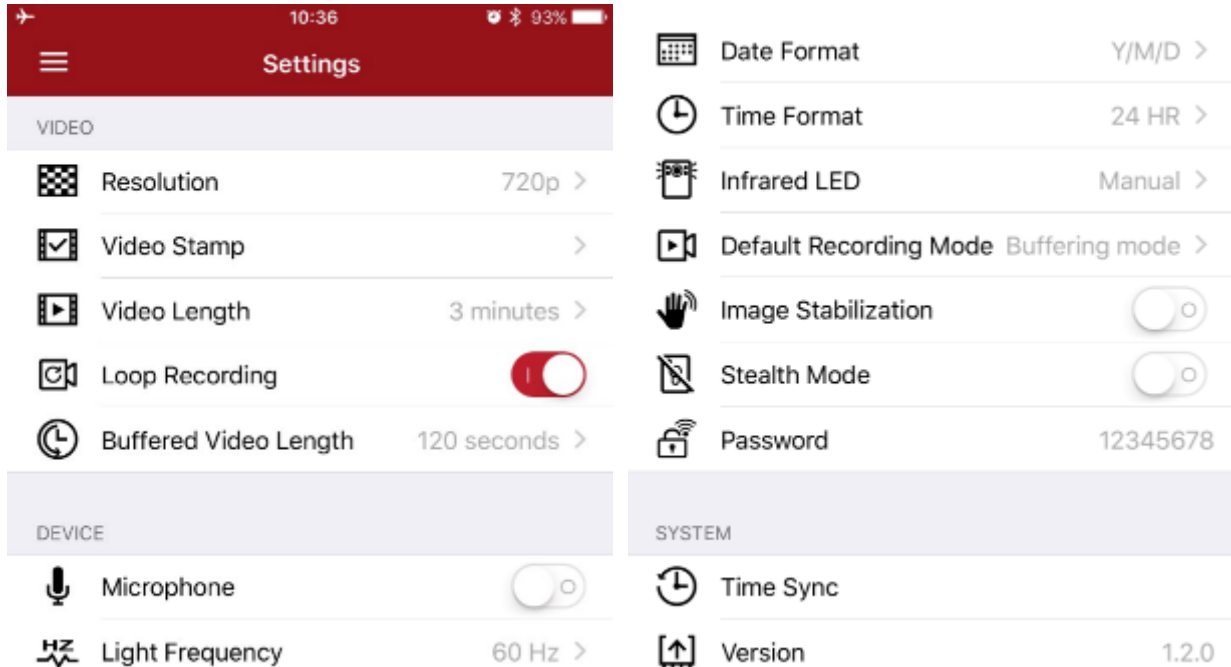 10:36
93%
Settings
VIDEO
Resolution 720p
Video Stamp
Video Length 3 minutes
Loop Recording
Buffered Video Length 120 seconds
DEVICE
Microphone
HZ Light Frequency 60 Hz
Date Format Y/M/D
Time Format 24 HR
Infrared LED Manual
Default Recording Mode Buffering mode
Image Stabilization
Stealth Mode
Password 12345678
SYSTEM
Time Sync
Version 1.2.0